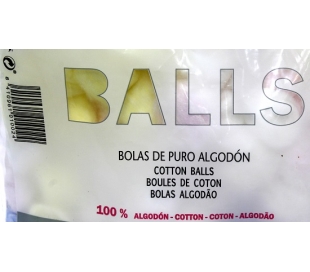 BALLS
BOLAS DE PURO ALGODÓN
COTTON BALLS
BOULES DE COTON
BOLAS ALGODÃO
100 % ALGODÓN - COTTON - COTON - ALGODÃO